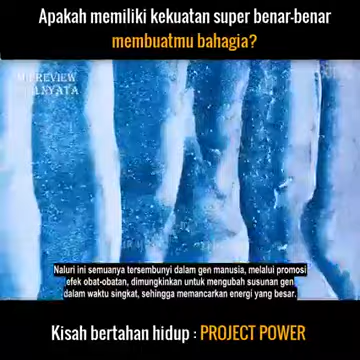 Apakah memiliki kekuatan super benar-benar
membuatmu bahagia?
Naluri ini semuanya tersembunyi dalam gen manusia, melalui promosi
efek obat-obatan, dimungkinkan untuk mengubah susunan gen
dalam waktu singkat, sehingga memancarkan energi yang besar.
Kisah bertahan hidup : PROJECT POWER